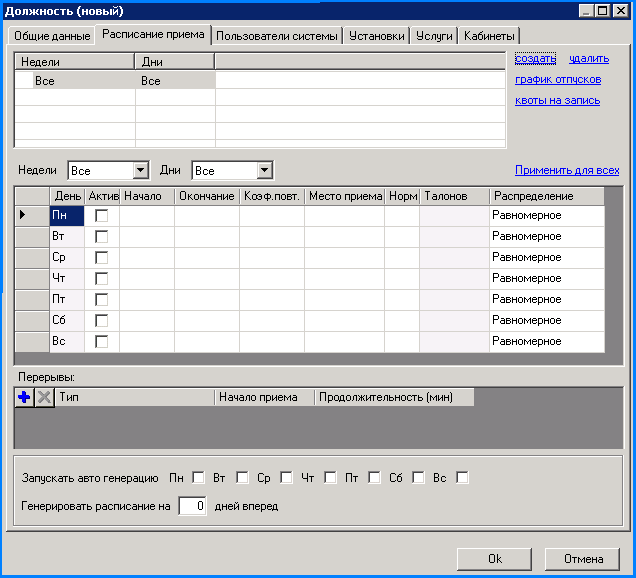 Должность (новый)
Общие данные Расписание приема Пользователи системы Установки Услуги Кабинеты
Недели Дни
Все Все
создать удалить
график отпусков
квоты на запись
Недели Все Дни Все Применить для всех
День Актив Начало Окончание Коэф.повт. Место приема Норм Талонов Распределение
Пн Равномерное
Вт Равномерное
Ср Равномерное
Чт Равномерное
Пт Равномерное
Сб Равномерное
Вс Равномерное
Перерывы:
Тип Начало приема Продолжительность (мин)
Запускать авто генерацию Пн Вт Ср Чт Пт Сб Вс
Генерировать расписание на 0 дней вперед
Ok Отмена